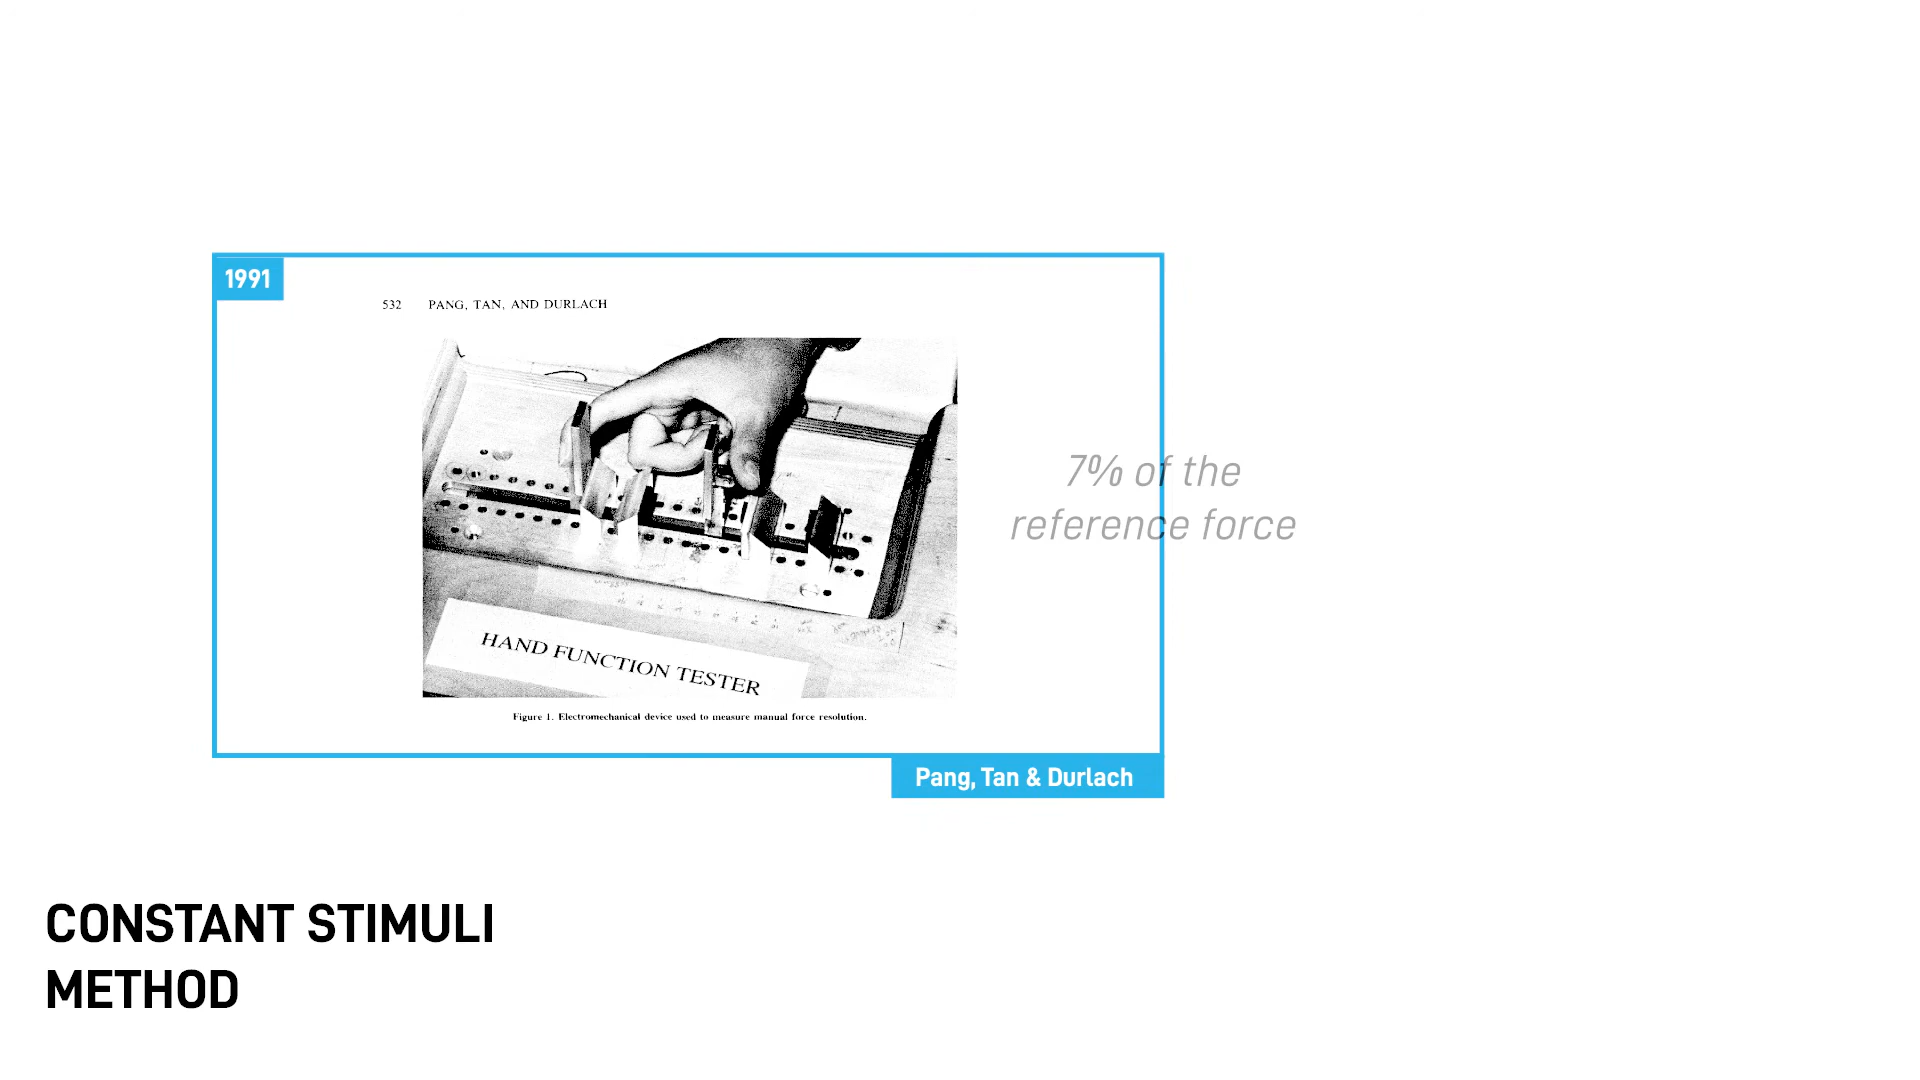 1991
532 PANG, TAN, AND DURLACH
7% of the
reference force
HAND FUNCTION TESTER
Figure 1. Electromechanical device used to measure manual force resolution.
Pang, Tan & Durlach
CONSTANT STIMULI
METHOD